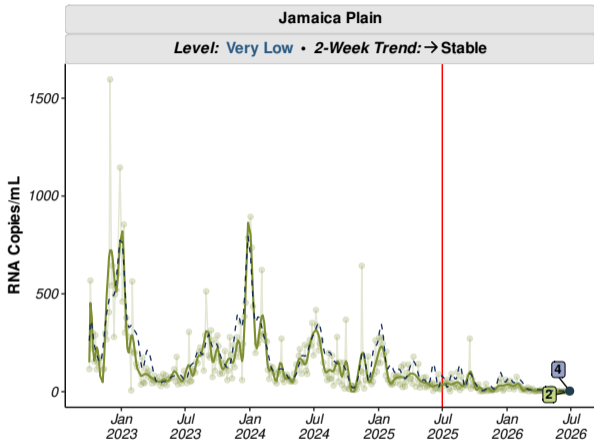 Jamaica Plain
Level: Very Low • 2-Week Trend: → Stable
RNA Copies/mL
1500
1000
500
0
4
2
Jan 2023
Jul 2023
Jan 2024
Jul 2024
Jan 2025
Jul 2025
Jan 2026
Jul 2026